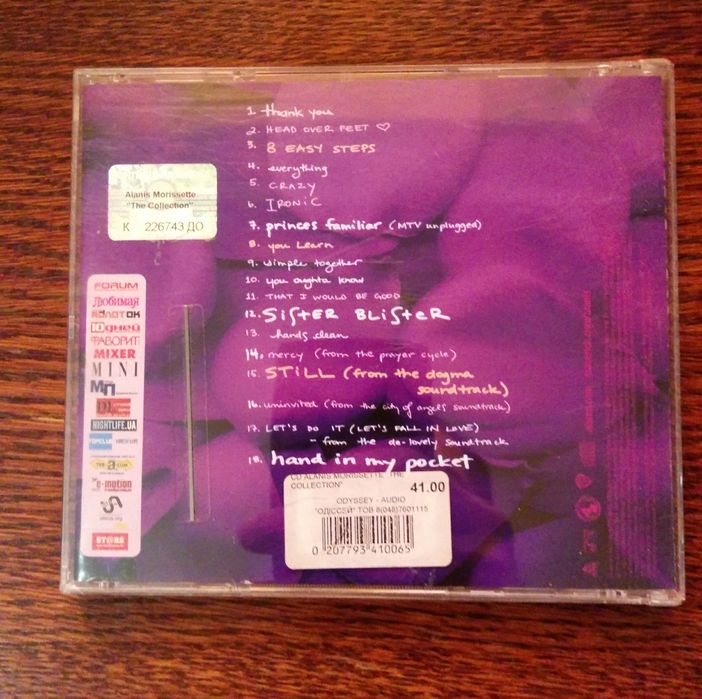 1. thank you
2. HEAD OVER FEET ♡
3. 8 EASY STEPS
4. everything
5. CRAZY
6. IRONIC
7. princes familiar (MTV unplugged)
8. you Learn
9. simple together
10. you oughta know
11. THAT I WOULD BE GOOD
12. SiSTER BLiSTeR
13. hands clean
14. mercy (from the prayer cycle)
15. STiLL (from the dogma
soundtrack)
16. uninvited (from the city of angels soundtrack)
17. LET'S DO IT (LET'S FALL IN LOVE)
- from the de-lovely soundtrack
18. hand in my pocket
Alanis Morissette
"The Collection"
К 226743 ДО
FORUM
Любимая
10дней
ФАВОРИТ
MIXER
MINI
МП
NIGHTLIFE.UA
TOPCLUB
e-motion
STARS
CD ALANIS MORISSETTE "THE
COLLECTION"
41.00
ODYSSEY - AUDIO
"ОДІССЕЙ" ТОВ 8(048)7601115
0 207793 410065